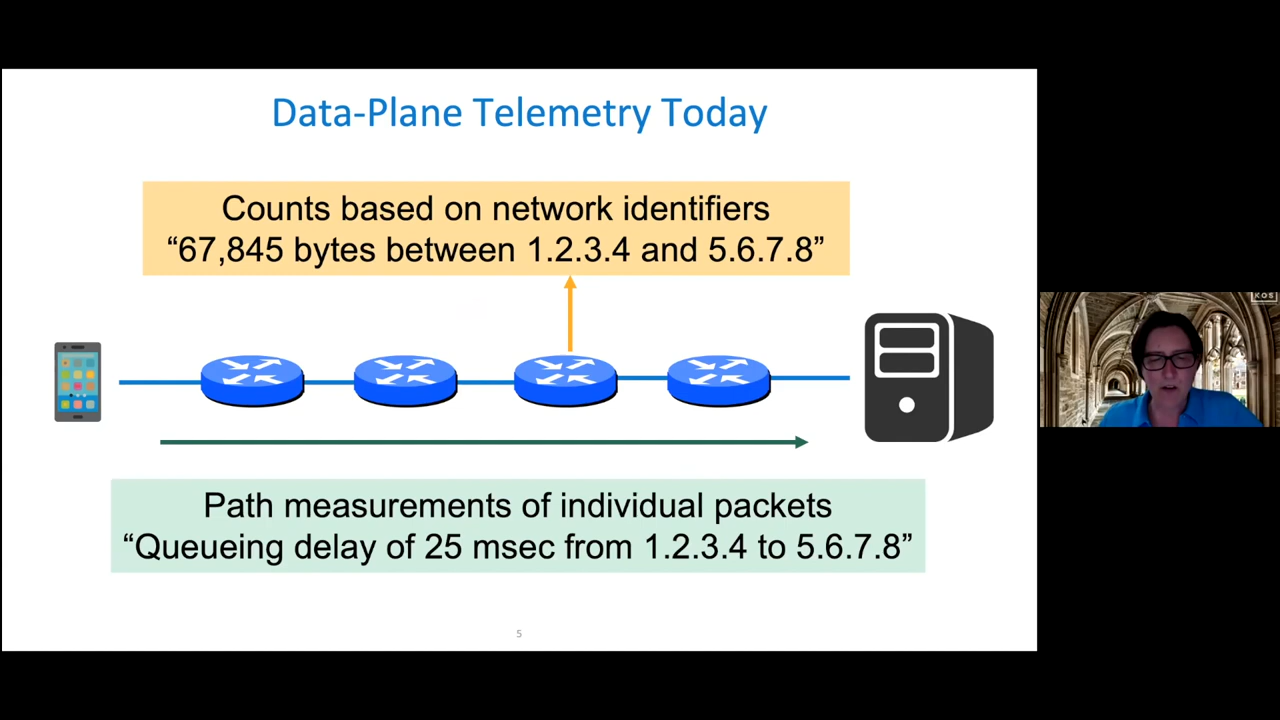 Data-Plane Telemetry Today
Counts based on network identifiers
“67,845 bytes between 1.2.3.4 and 5.6.7.8”
KOS
Path measurements of individual packets
“Queueing delay of 25 msec from 1.2.3.4 to 5.6.7.8”
5